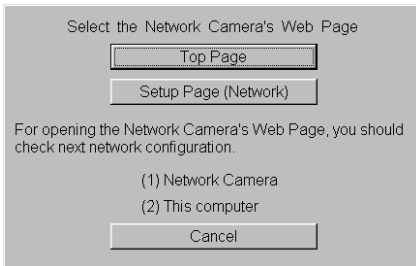 Select the Network Camera's Web Page
Top Page
Setup Page (Network)
For opening the Network Camera's Web Page, you should
check next network configuration.
(1) Network Camera
(2) This computer
Cancel